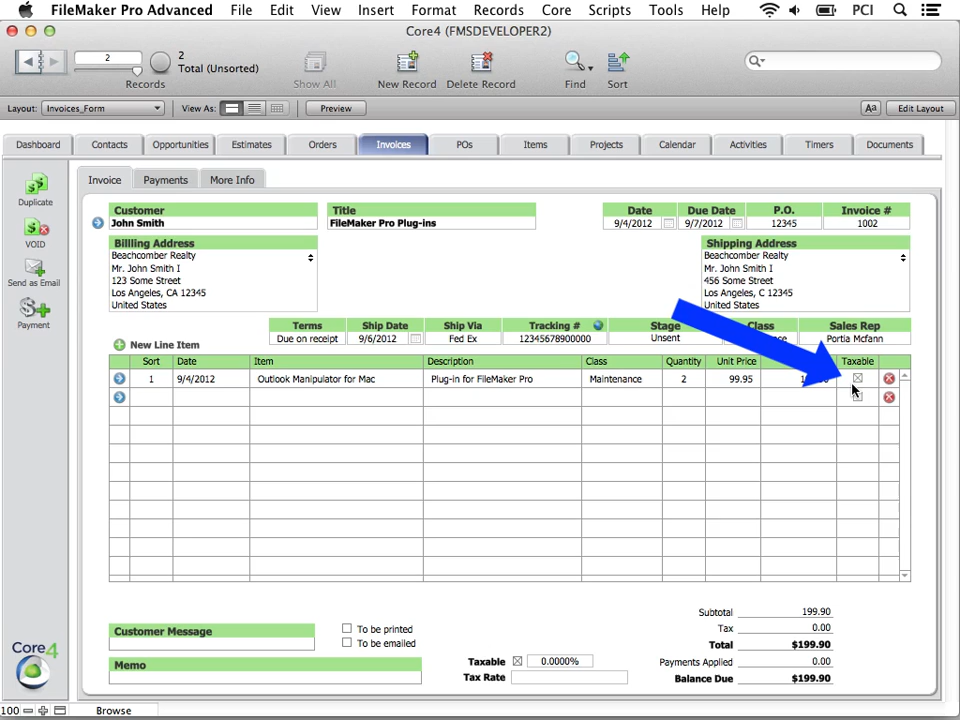 FileMaker Pro Advanced File Edit View Insert Format Records Core Scripts Tools Window Help PCI
Core4 (FMSDEVELOPER2)
2
2
Total (Unsorted)
Records Show All New Record Delete Record Find Sort
Layout: Invoices_Form View As: Preview Aa Edit Layout
Dashboard Contacts Opportunities Estimates Orders Invoices POs Items Projects Calendar Activities Timers Documents
Invoice Payments More Info
Duplicate
VOID
Send as Email
Payment
Customer Title Date Due Date P.O. Invoice #
John Smith FileMaker Pro Plug-ins 9/4/2012 9/7/2012 12345 1002
Billling Address Shipping Address
Beachcomber Realty Beachcomber Realty
Mr. John Smith I Mr. John Smith I
123 Some Street 456 Some Street
Los Angeles, CA 12345 Los Angeles, C 12345
United States United States
Terms Ship Date Ship Via Tracking # Stage Class Sales Rep
Due on receipt 9/6/2012 Fed Ex 12345678900000 Unsent Portia Mcfann
New Line Item
Sort Date Item Description Class Quantity Unit Price Taxable
1 9/4/2012 Outlook Manipulator for Mac Plug-in for FileMaker Pro Maintenance 2 99.95
Customer Message
To be printed
To be emailed
Memo
Taxable 0.0000%
Tax Rate
Subtotal 199.90
Tax 0.00
Total $199.90
Payments Applied 0.00
Balance Due $199.90
Core4
100 Browse